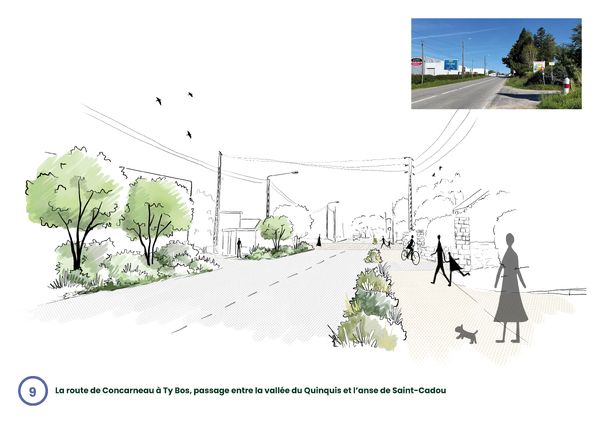 9
La route de Concarneau à Ty Bos, passage entre la vallée du Quinquis et l'anse de Saint-Cadou